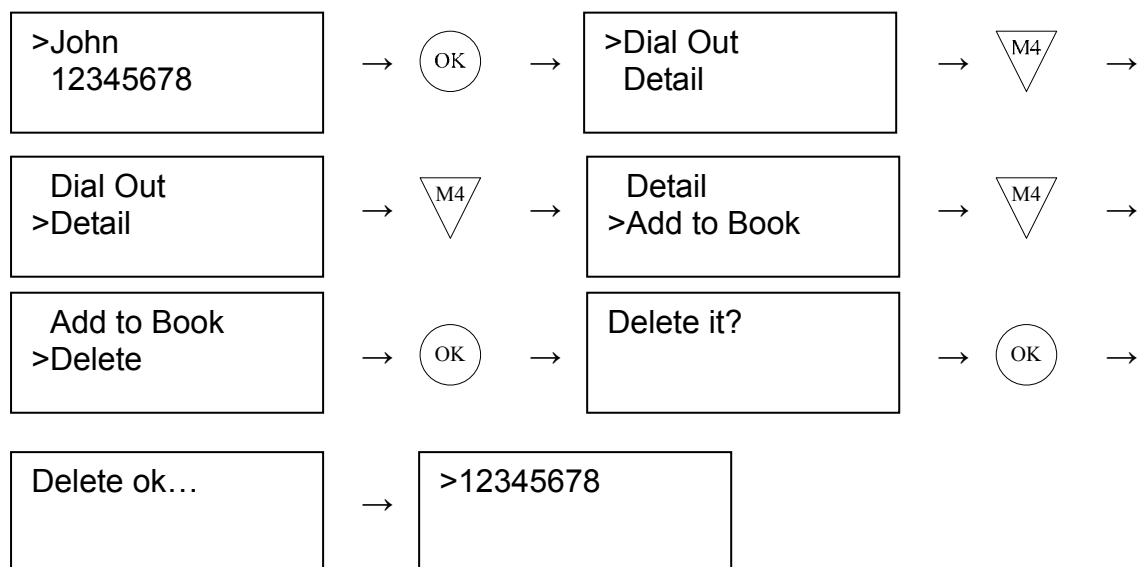 >John
12345678
→ OK →
>Dial Out
Detail
→ M4 →
Dial Out
>Detail
→ M4 →
Detail
>Add to Book
→ M4 →
Add to Book
>Delete
→ OK →
Delete it?
→ OK →
Delete ok…
→
>12345678